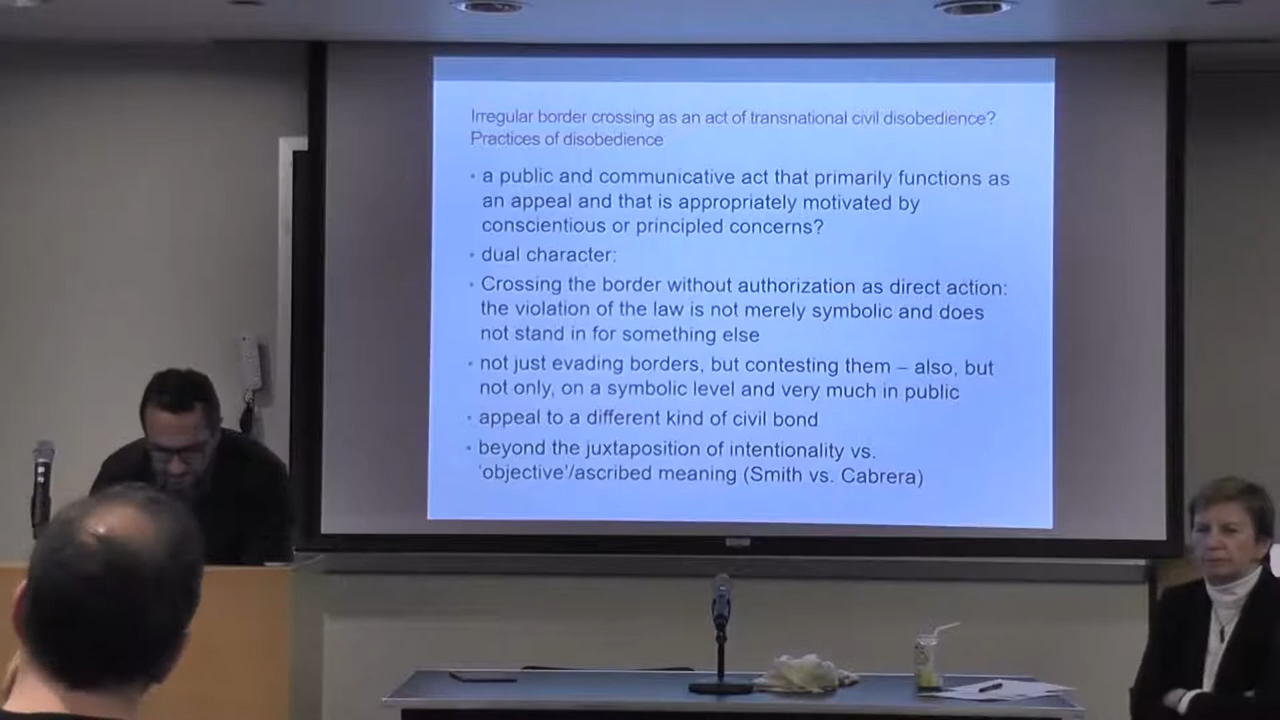 Irregular border crossing as an act of transnational civil disobedience?
Practices of disobedience
• a public and communicative act that primarily functions as
an appeal and that is appropriately motivated by
conscientious or principled concerns?
• dual character:
• Crossing the border without authorization as direct action:
the violation of the law is not merely symbolic and does
not stand in for something else
• not just evading borders, but contesting them – also, but
not only, on a symbolic level and very much in public
• appeal to a different kind of civil bond
• beyond the juxtaposition of intentionality vs.
'objective'/ascribed meaning (Smith vs. Cabrera)